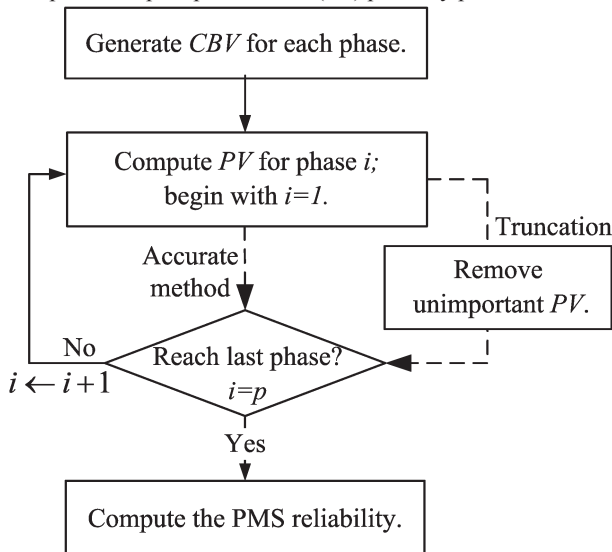 Generate CBV for each phase.
Compute PV for phase i;
begin with i=1.
Truncation
Accurate
method
Remove
unimportant PV.
No
Reach last phase?
i ← i+1
i=p
Yes
Compute the PMS reliability.